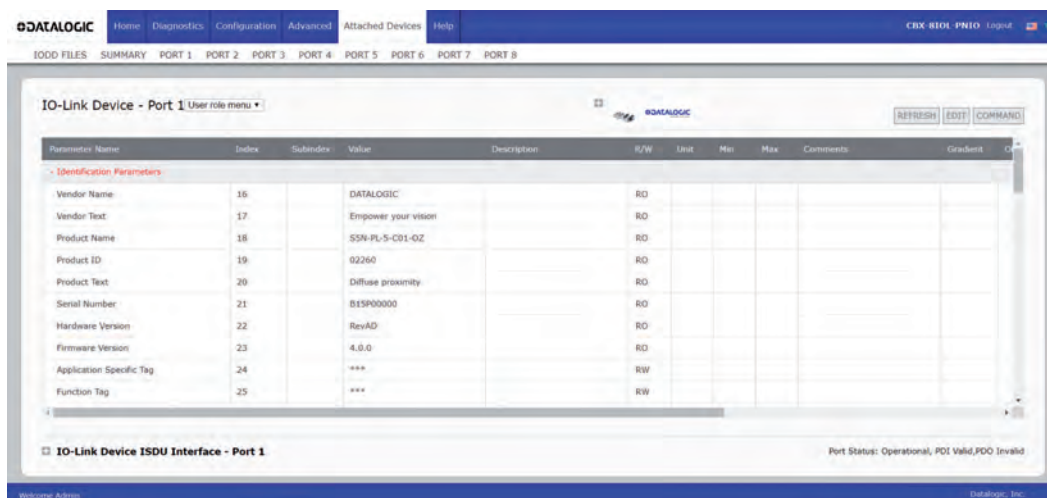 DATALOGIC Home Diagnostics Configuration Advanced Attached Devices Help CBX-8IOL-PNIO Logout
IODD FILES SUMMARY PORT 1 PORT 2 PORT 3 PORT 4 PORT 5 PORT 6 PORT 7 PORT 8
IO-Link Device - Port 1 User role menu DATALOGIC REFRESH EDIT COMMAND
Parameter Name Index Subindex Value Description R/W Unit Min Max Comments Gradient
- Identification Parameters
Vendor Name 16 DATALOGIC RO
Vendor Text 17 Empower your vision RO
Product Name 18 S5N-PL-5-C01-OZ RO
Product ID 19 02260 RO
Product Text 20 Diffuse proximity RO
Serial Number 21 B15P00000 RO
Hardware Version 22 RevAD RO
Firmware Version 23 4.0.0 RO
Application Specific Tag 24 *** RW
Function Tag 25 *** RW
IO-Link Device ISDU Interface - Port 1 Port Status: Operational, PDI Valid,PDO Invalid
Welcome Admin Datalogic, Inc.